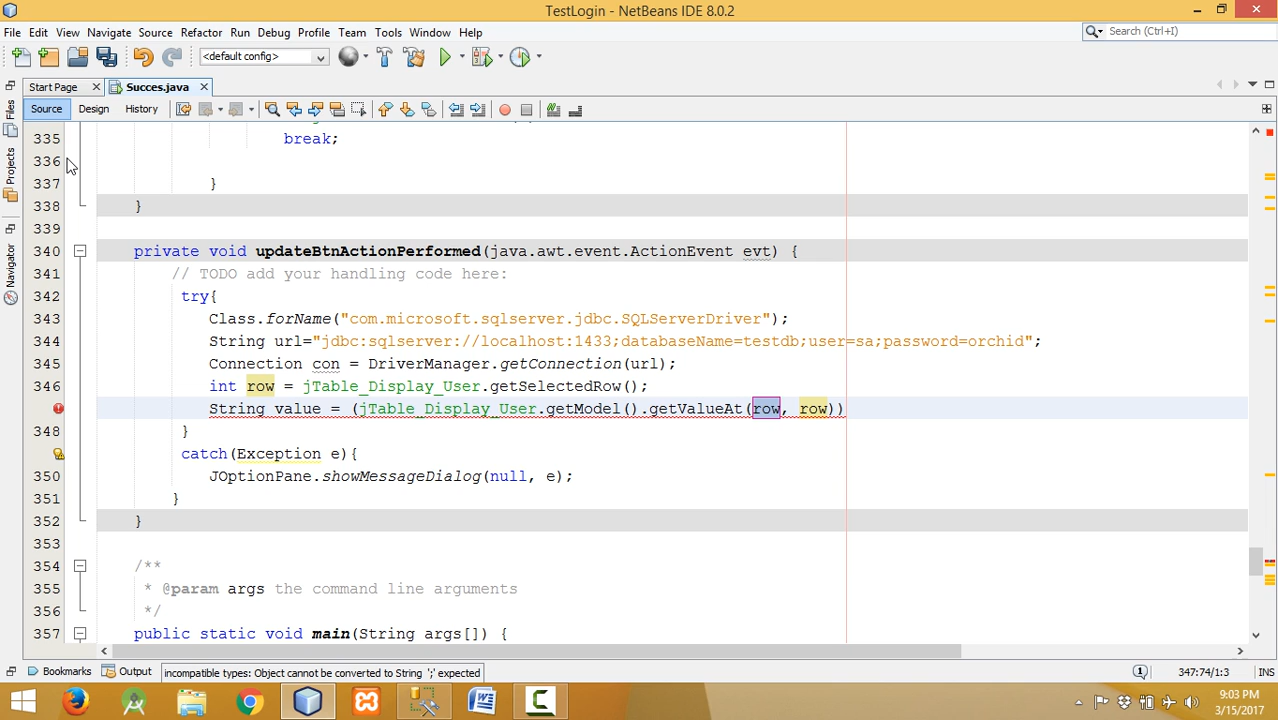 TestLogin - NetBeans IDE 8.0.2
File Edit View Navigate Source Refactor Run Debug Profile Team Tools Window Help
Search (Ctrl+I)
<default config>
Start Page
Succes.java
Source Design History
Files
Projects
Navigator
335 break;
336
337 }
338 }
339
340 private void updateBtnActionPerformed(java.awt.event.ActionEvent evt) {
341 // TODO add your handling code here:
342 try{
343 Class.forName("com.microsoft.sqlserver.jdbc.SQLServerDriver");
344 String url="jdbc:sqlserver://localhost:1433;databaseName=testdb;user=sa;password=orchid";
345 Connection con = DriverManager.getConnection(url);
346 int row = jTable_Display_User.getSelectedRow();
String value = (jTable_Display_User.getModel().getValueAt(row, row))
348 }
catch(Exception e){
350 JOptionPane.showMessageDialog(null, e);
351 }
352 }
353
354 /**
355 * @param args the command line arguments
356 */
357 public static void main(String args[]) {
Bookmarks Output incompatible types: Object cannot be converted to String ';' expected 347:74/1:3 INS
9:03 PM
3/15/2017